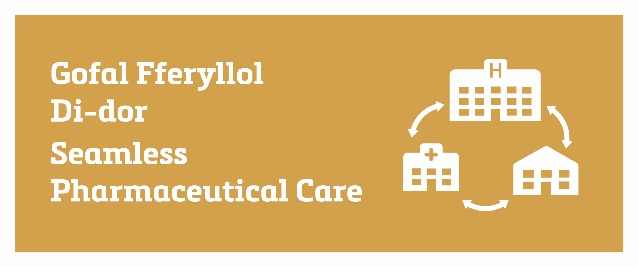 Gofal Fferyllol
Di-dor
Seamless
Pharmaceutical Care
H